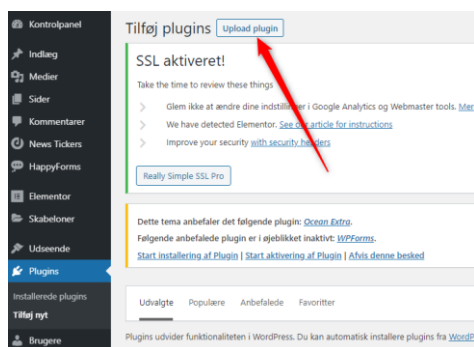 Kontrolpanel
Indlæg
Medier
Sider
Kommentarer
News Tickers
HappyForms
Elementor
Skabeloner
Udseende
Plugins
Installerede plugins
Tilføj nyt
Brugere
Tilføj plugins Upload plugin
SSL aktiveret!
Take the time to review these things
Glem ikke at ændre dine indstillinger i Google Analytics og Webmaster tools.
We have detected Elementor. See our article for instructions
Improve your security with security headers
Really Simple SSL Pro
Dette tema anbefaler det følgende plugin: Ocean Extra.
Følgende anbefalede plugin er i øjeblikket inaktivt: WPForms.
Start installering af Plugin | Start aktivering af Plugin | Afvis denne besked
Udvalgte Populære Anbefalede Favoritter
Plugins udvider funktionaliteten i WordPress. Du kan automatisk installere plugins fra